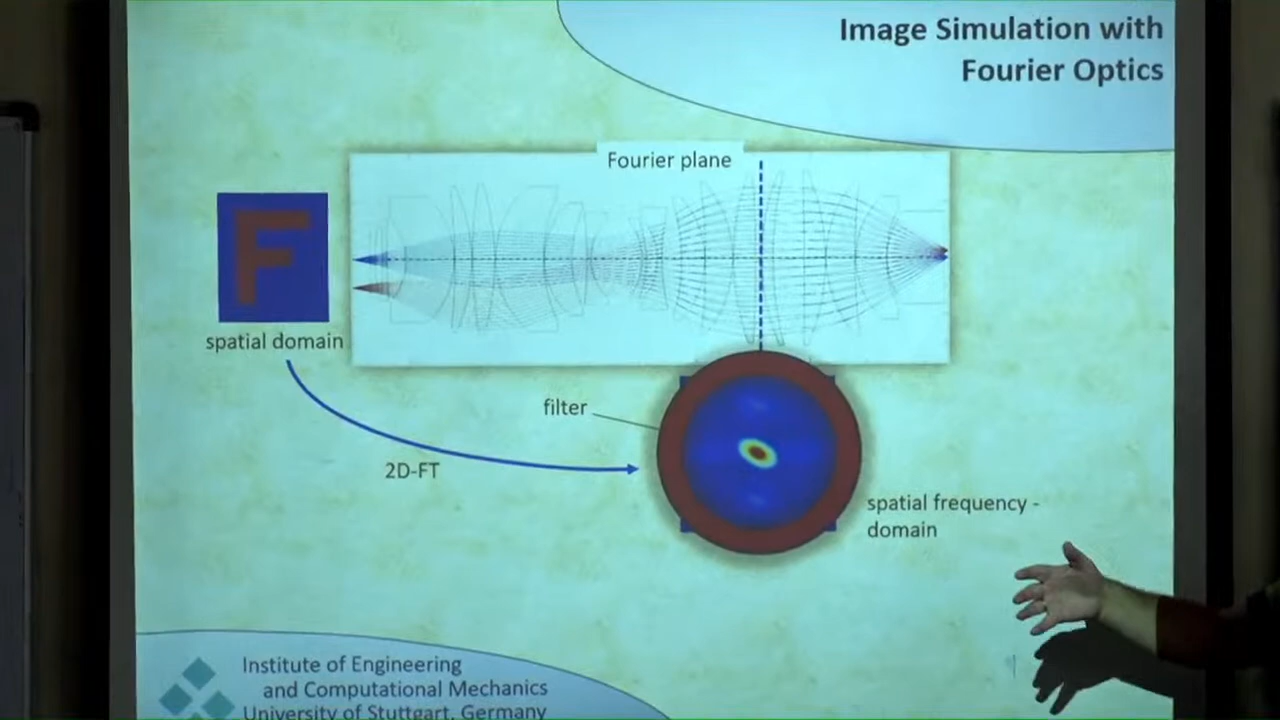 Image Simulation with
Fourier Optics
Fourier plane
F
spatial domain
filter
2D-FT
spatial frequency -
domain
Institute of Engineering
and Computational Mechanics
University of Stuttgart, Germany